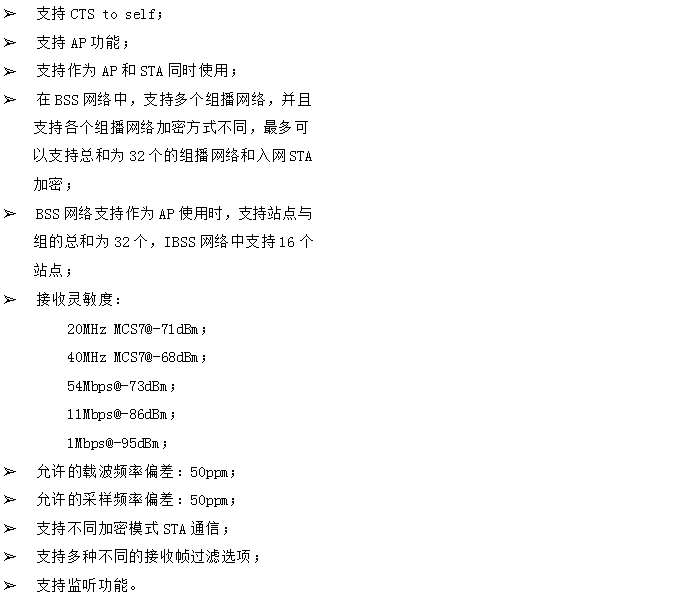 ➢ 支持 CTS to self；
➢ 支持 AP 功能；
➢ 支持作为 AP 和 STA 同时使用；
➢ 在 BSS 网络中，支持多个组播网络，并且
支持各个组播网络加密方式不同，最多可
以支持总和为 32 个的组播网络和入网 STA
加密；
➢ BSS 网络支持作为 AP 使用时，支持站点与
组的总和为 32 个，IBSS 网络中支持 16 个
站点；
➢ 接收灵敏度：
20MHz MCS7@-71dBm；
40MHz MCS7@-68dBm；
54Mbps@-73dBm；
11Mbps@-86dBm；
1Mbps@-95dBm；
➢ 允许的载波频率偏差：50ppm；
➢ 允许的采样频率偏差：50ppm；
➢ 支持不同加密模式 STA 通信；
➢ 支持多种不同的接收帧过滤选项；
➢ 支持监听功能。